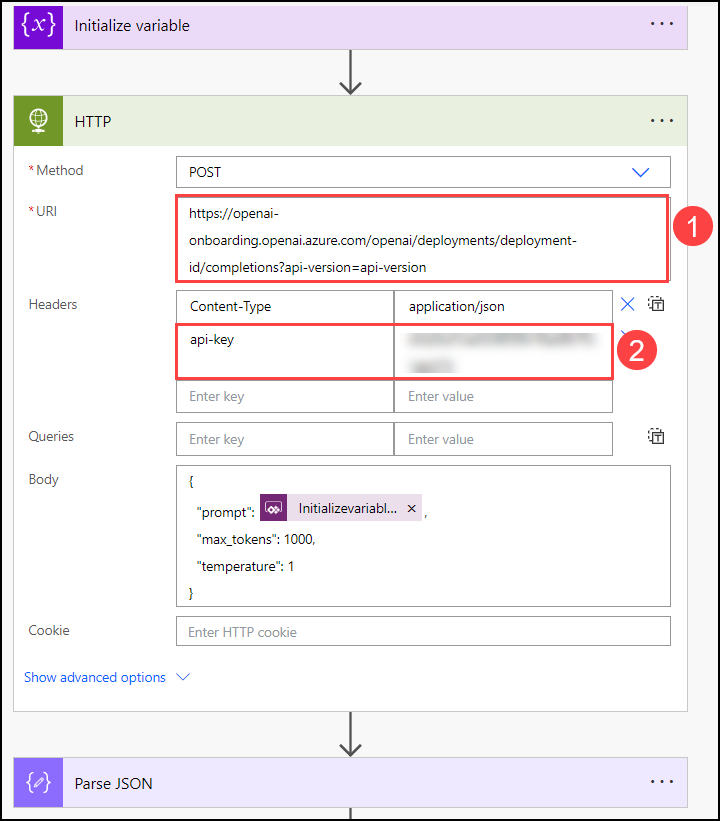 Initialize variable
HTTP
* Method
POST
* URI
https://openai-
onboarding.openai.azure.com/openai/deployments/deployment-
id/completions?api-version=api-version
1
Headers
Content-Type
application/json
api-key
2
Enter key
Enter value
Queries
Enter key
Enter value
Body
{
"prompt": Initializevariabl... ,
"max_tokens": 1000,
"temperature": 1
}
Cookie
Enter HTTP cookie
Show advanced options
Parse JSON